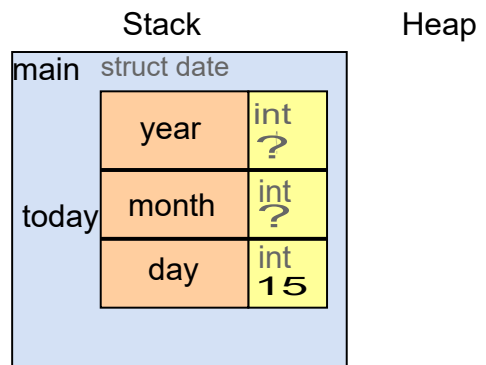 Stack Heap
main struct date
year int
?
today month int
?
day int
15